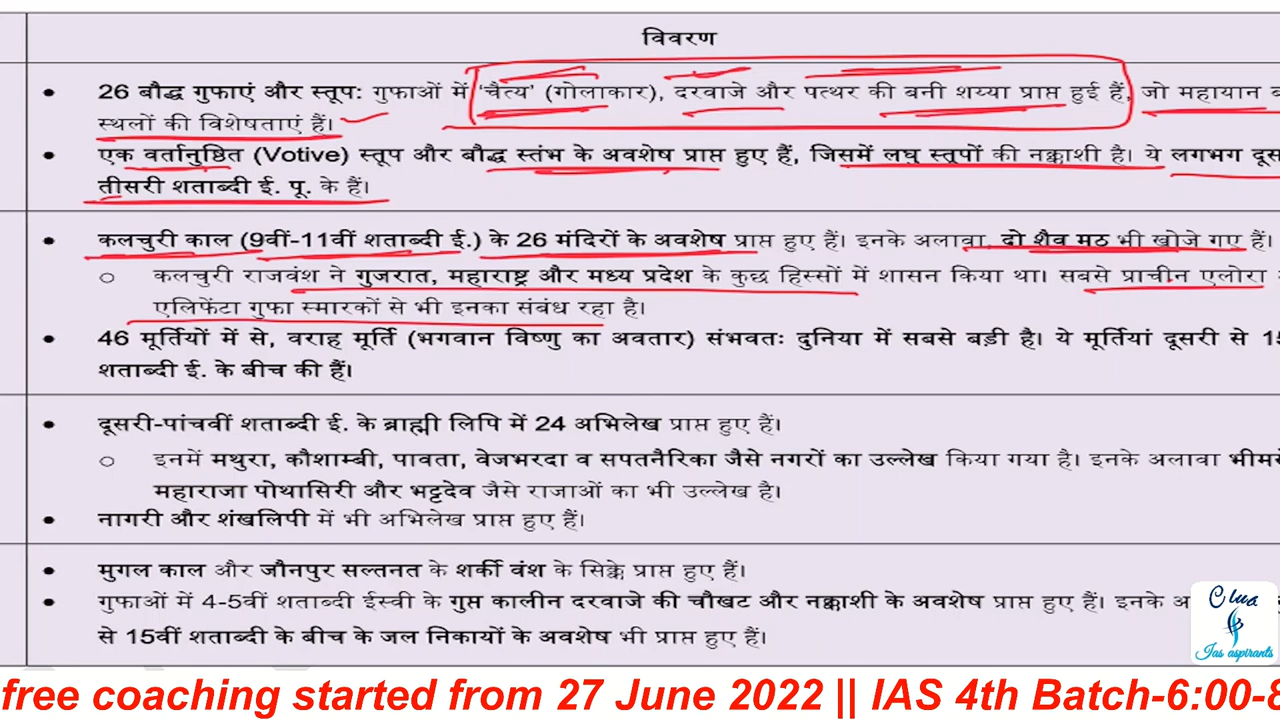 विवरण
• 26 बौद्ध गुफाएं और स्तूप: गुफाओं में 'चैत्य' (गोलाकार), दरवाजे और पत्थर की बनी शय्या प्राप्त हुई हैं, जो महायान
स्थलों की विशेषताएं हैं।
• एक वर्तानुष्ठित (Votive) स्तूप और बौद्ध स्तंभ के अवशेष प्राप्त हुए हैं, जिसमें लघु स्तूपों की नक्काशी है। ये लगभग
तीसरी शताब्दी ई. पू. के हैं।
• कलचुरी काल (9वीं-11वीं शताब्दी ई.) के 26 मंदिरों के अवशेष प्राप्त हुए हैं। इनके अलावा, दो शैव मठ भी खोजे गए हैं।
○ कलचुरी राजवंश ने गुजरात, महाराष्ट्र और मध्य प्रदेश के कुछ हिस्सों में शासन किया था। सबसे प्राचीन एलोरा
एलिफेंटा गुफा स्मारकों से भी इनका संबंध रहा है।
• 46 मूर्तियों में से, वराह मूर्ति (भगवान विष्णु का अवतार) संभवतः दुनिया में सबसे बड़ी है। ये मूर्तियां दूसरी से
शताब्दी ई. के बीच की हैं।
• दूसरी-पांचवीं शताब्दी ई. के ब्राह्मी लिपि में 24 अभिलेख प्राप्त हुए हैं।
○ इनमें मथुरा, कौशाम्बी, पावता, वेजभरदा व सपतनैरिका जैसे नगरों का उल्लेख किया गया है। इनके अलावा
महाराजा पोथासिरी और भट्टदेव जैसे राजाओं का भी उल्लेख है।
• नागरी और शंखलिपी में भी अभिलेख प्राप्त हुए हैं।
• मुगल काल और जौनपुर सल्तनत के शर्की वंश के सिक्के प्राप्त हुए हैं।
• गुफाओं में 4-5वीं शताब्दी ईस्वी के गुप्त कालीन दरवाजे की चौखट और नक्काशी के अवशेष प्राप्त हुए हैं। इनके
से 15वीं शताब्दी के बीच के जल निकायों के अवशेष भी प्राप्त हुए हैं।
Ias aspirants
free coaching started from 27 June 2022 || IAS 4th Batch-6:00-8